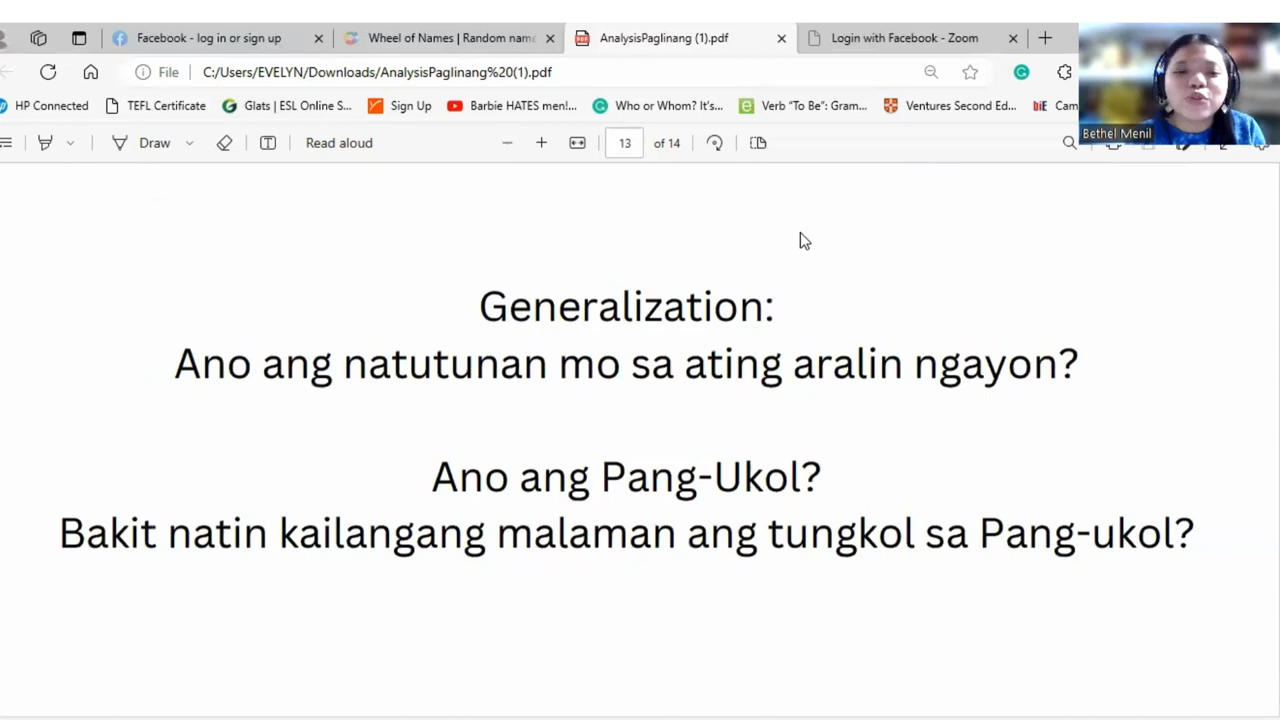 Facebook - log in or sign up
Wheel of Names | Random name
AnalysisPaglinang (1).pdf
Login with Facebook - Zoom
File
C:/Users/EVELYN/Downloads/AnalysisPaglinang%20(1).pdf
HP Connected
TEFL Certificate
Glats | ESL Online S...
Sign Up
Barbie HATES men!...
Who or Whom? It's...
Verb "To Be": Gram...
Ventures Second Ed...
Cam
Bethel Menil
Draw
Read aloud
13 of 14
Generalization:
Ano ang natutunan mo sa ating aralin ngayon?
Ano ang Pang-Ukol?
Bakit natin kailangang malaman ang tungkol sa Pang-ukol?